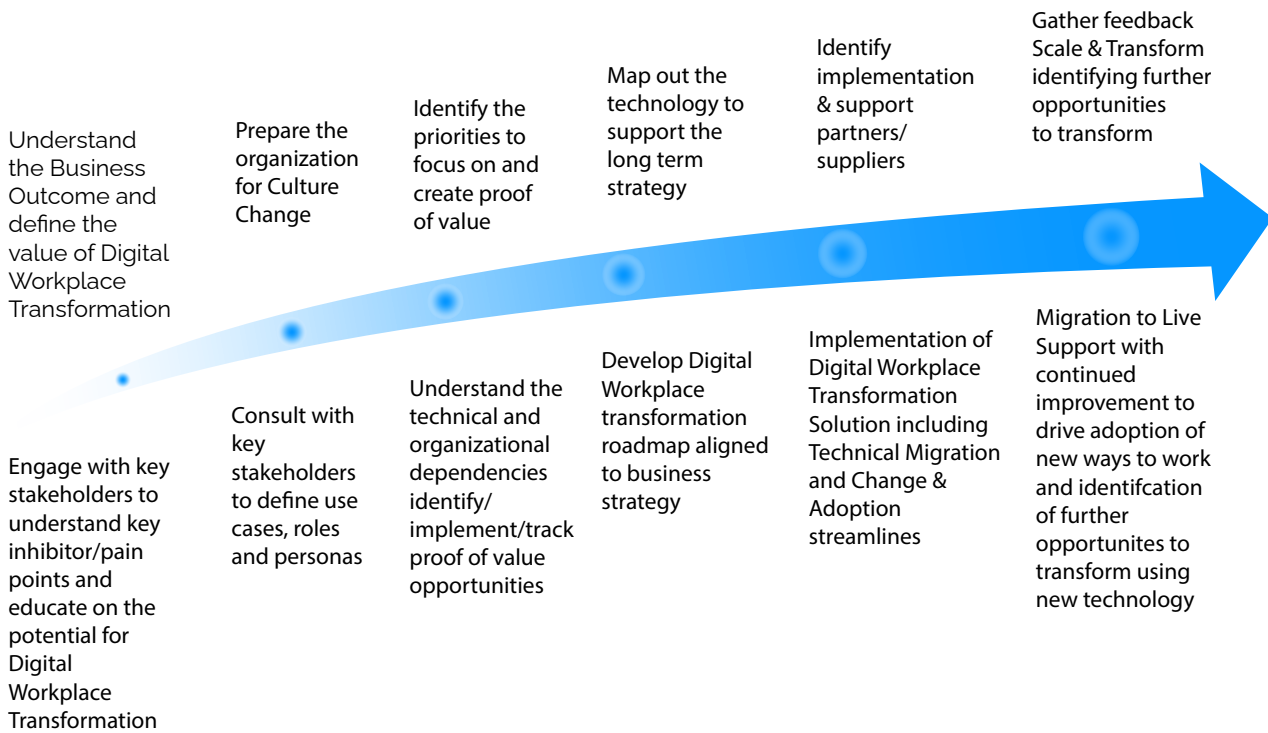 Understand
the Business
Outcome and
define the
value of Digital
Workplace
Transformation
Prepare the
organization
for Culture
Change
Identify the
priorities to
focus on and
create proof
of value
Map out the
technology to
support the
long term
strategy
Identify
implementation
& support
partners/
suppliers
Gather feedback
Scale & Transform
identifying further
opportunities
to transform
Engage with key
stakeholders to
understand key
inhibitor/pain
points and
educate on the
potential for
Digital
Workplace
Transformation
Consult with
key
stakeholders
to define use
cases, roles
and personas
Understand the
technical and
organizational
dependencies
identify/
implement/track
proof of value
opportunities
Develop Digital
Workplace
transformation
roadmap aligned
to business
strategy
Implementation of
Digital Workplace
Transformation
Solution including
Technical Migration
and Change &
Adoption
streamlines
Migration to Live
Support with
continued
improvement to
drive adoption of
new ways to work
and identifcation
of further
opportunites to
transform using
new technology